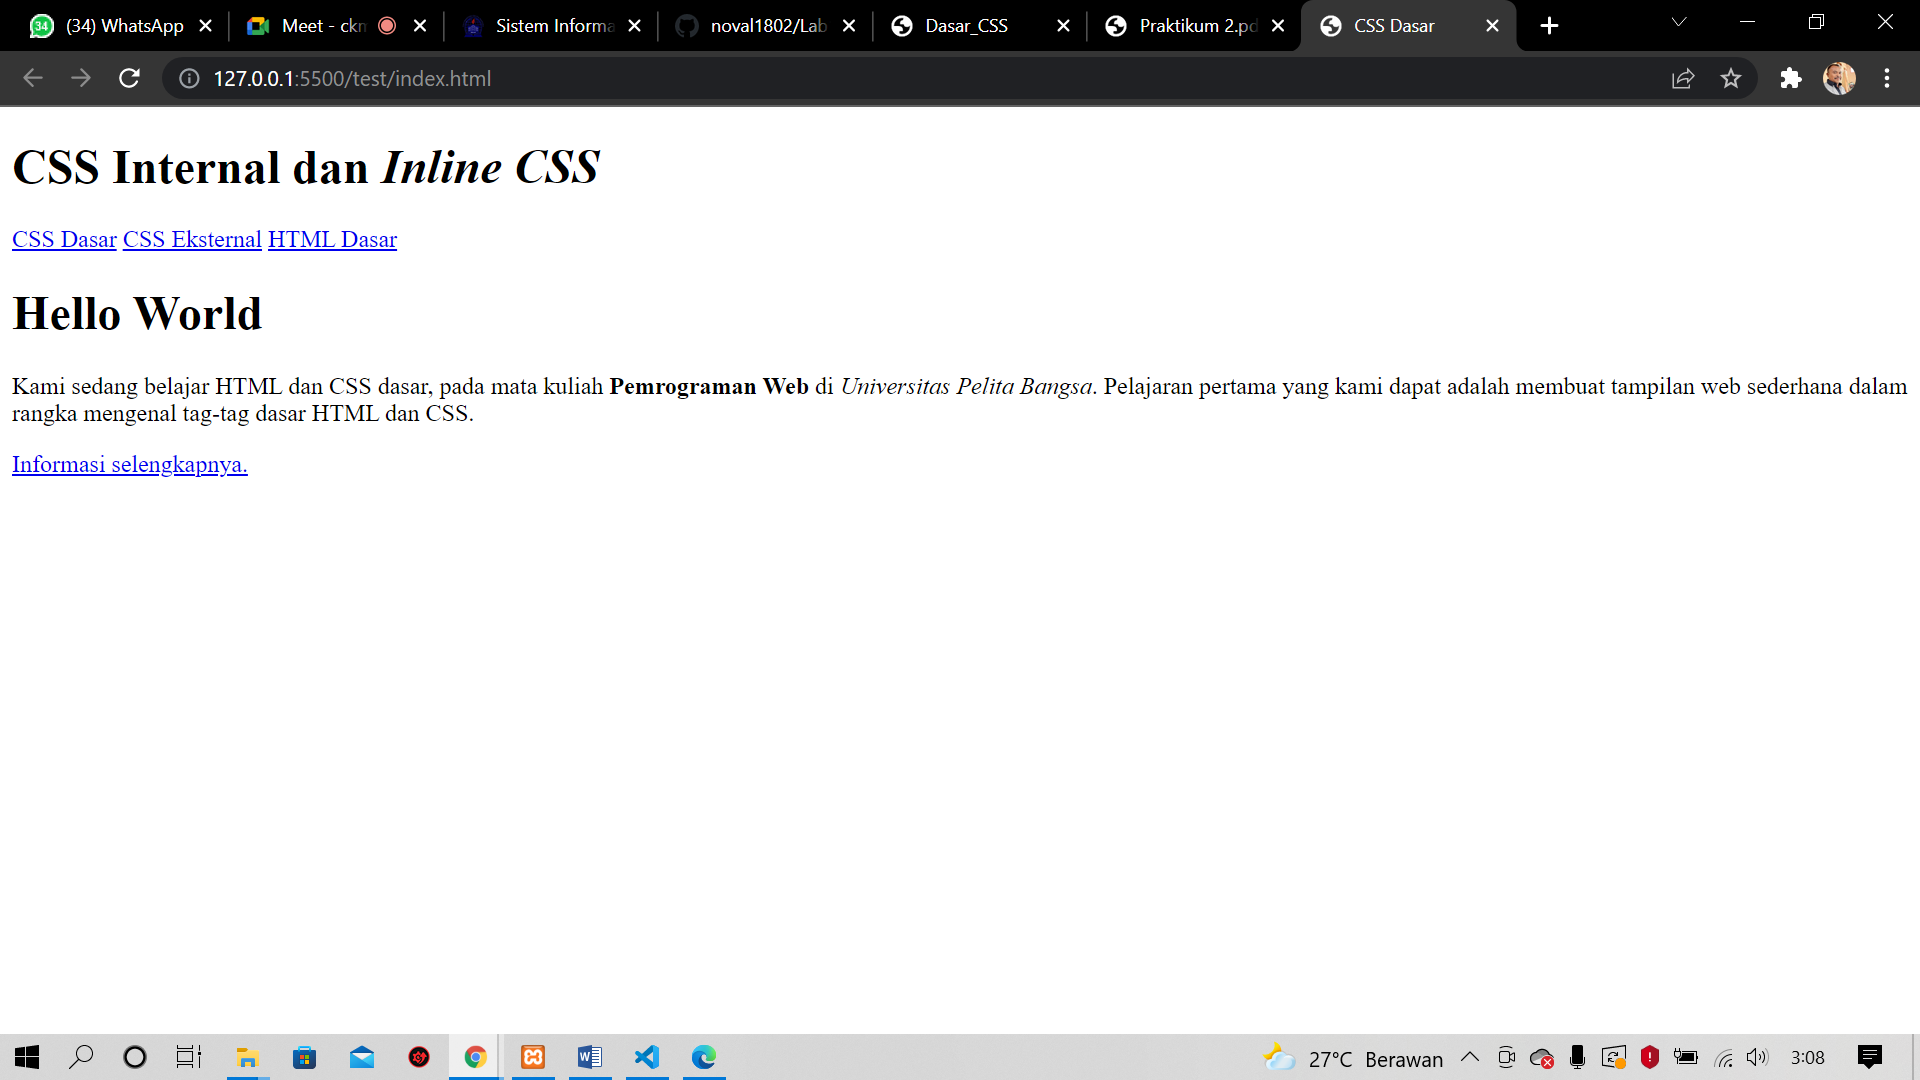 34 (34) WhatsApp
Meet - ckm
Sistem Informa
noval1802/Lab
Dasar_CSS
Praktikum 2.pd
CSS Dasar
127.0.0.1:5500/test/index.html
CSS Internal dan Inline CSS
CSS Dasar CSS Eksternal HTML Dasar
Hello World
Kami sedang belajar HTML dan CSS dasar, pada mata kuliah Pemrograman Web di Universitas Pelita Bangsa. Pelajaran pertama yang kami dapat adalah membuat tampilan web sederhana dalam
rangka mengenal tag-tag dasar HTML dan CSS.
Informasi selengkapnya.
27°C Berawan
3:08